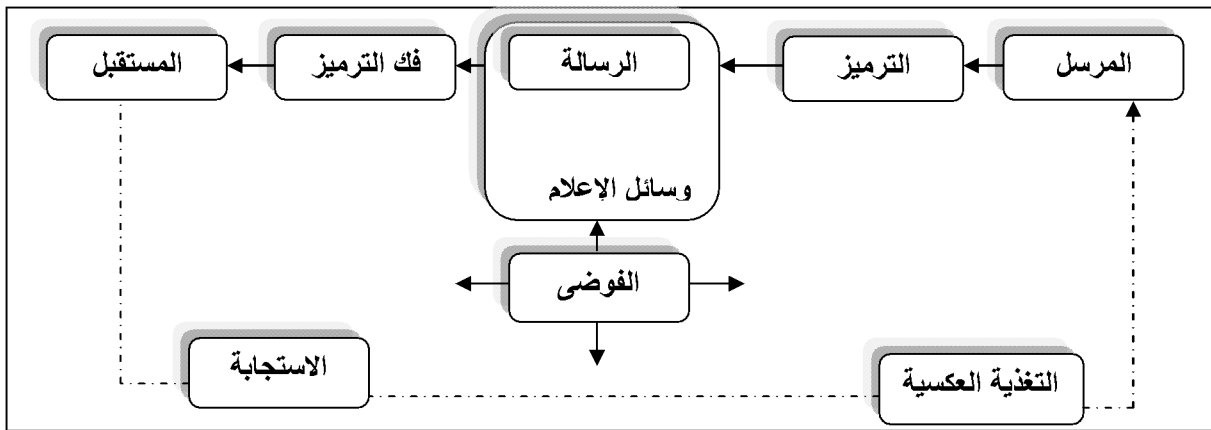 المرسل
الترميز
الرسالة
وسائل الإعلام
فك الترميز
المستقبل
الفوضى
الاستجابة
التغذية العكسية